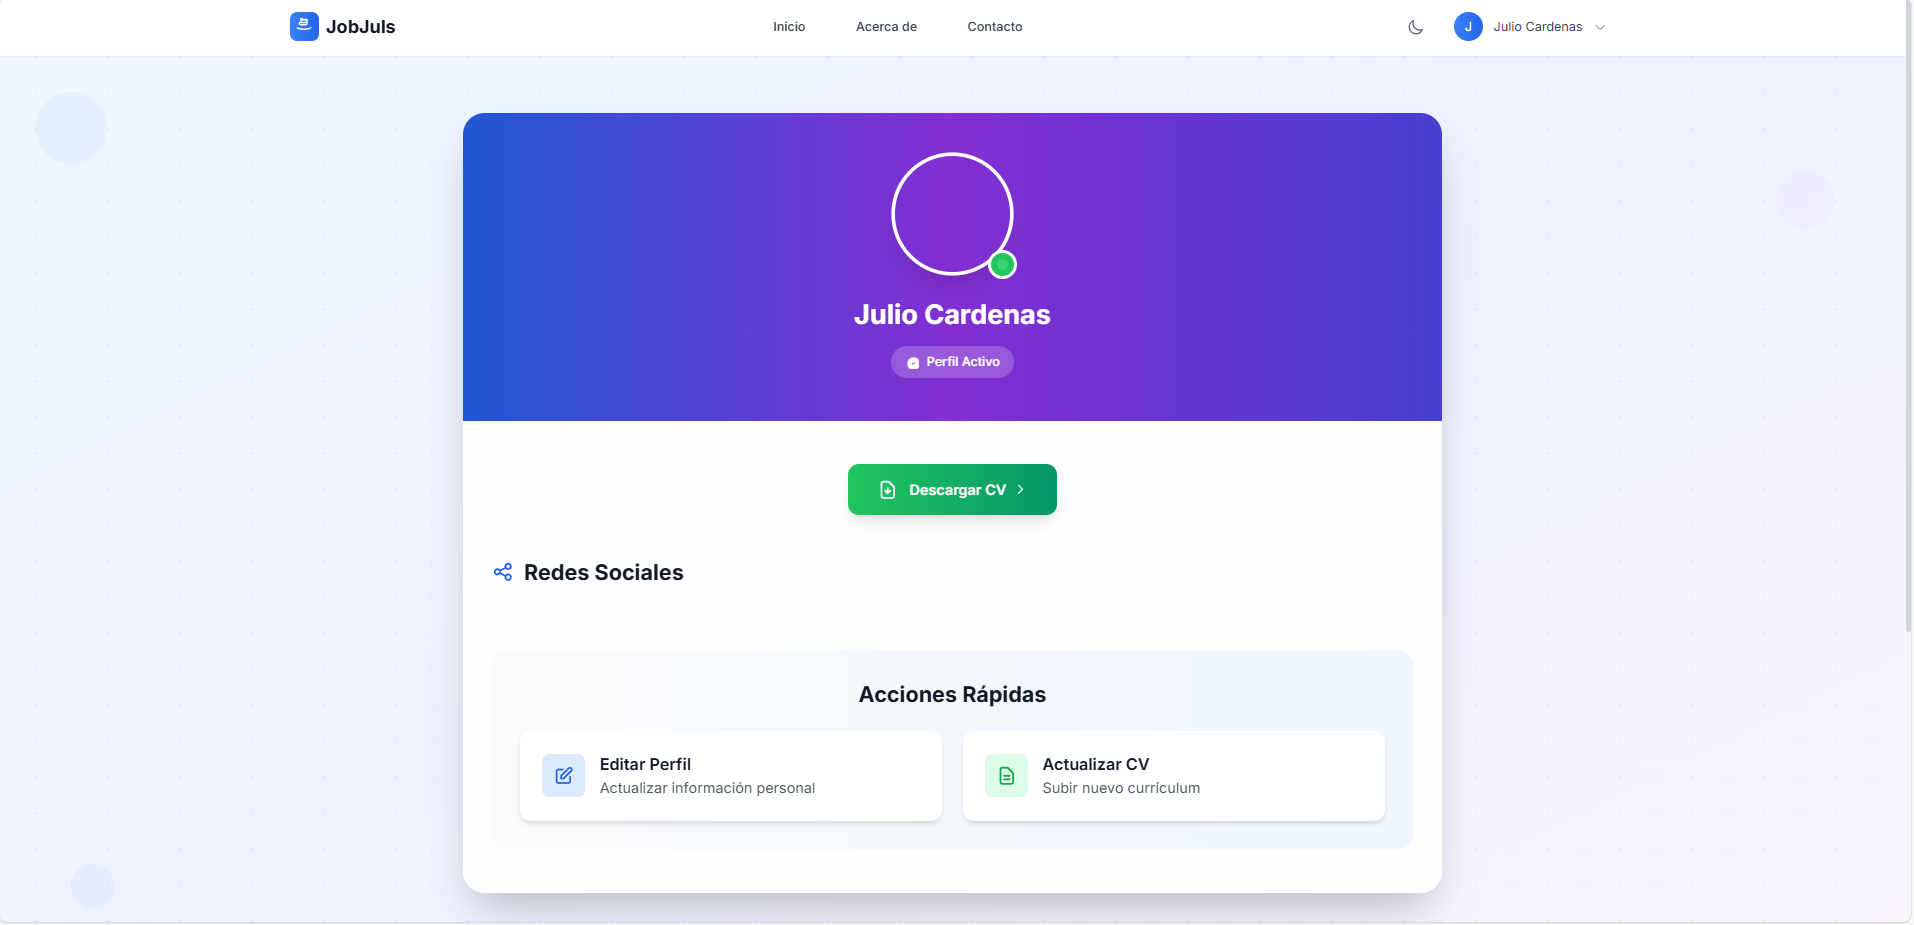 JobJuls
Inicio
Acerca de
Contacto
J
Julio Cardenas
Julio Cardenas
Perfil Activo
Descargar CV
Redes Sociales
Acciones Rápidas
Editar Perfil
Actualizar información personal
Actualizar CV
Subir nuevo currículum